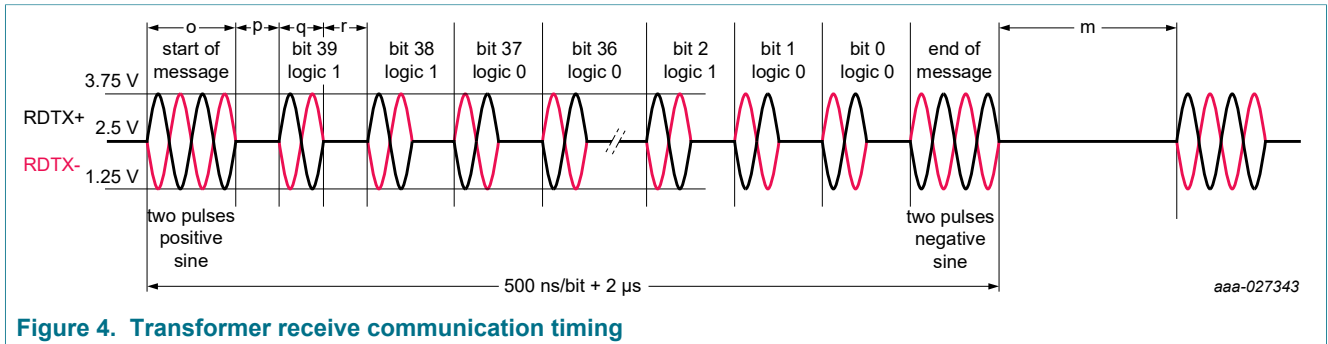 o
p
q
r
m
start of
message
bit 39
logic 1
bit 38
logic 1
bit 37
logic 0
bit 36
logic 0
bit 2
logic 1
bit 1
logic 0
bit 0
logic 0
end of
message
3.75 V
RDTX+
2.5 V
RDTX-
1.25 V
two pulses
positive
sine
two pulses
negative
sine
500 ns/bit + 2 μs
aaa-027343
Figure 4. Transformer receive communication timing